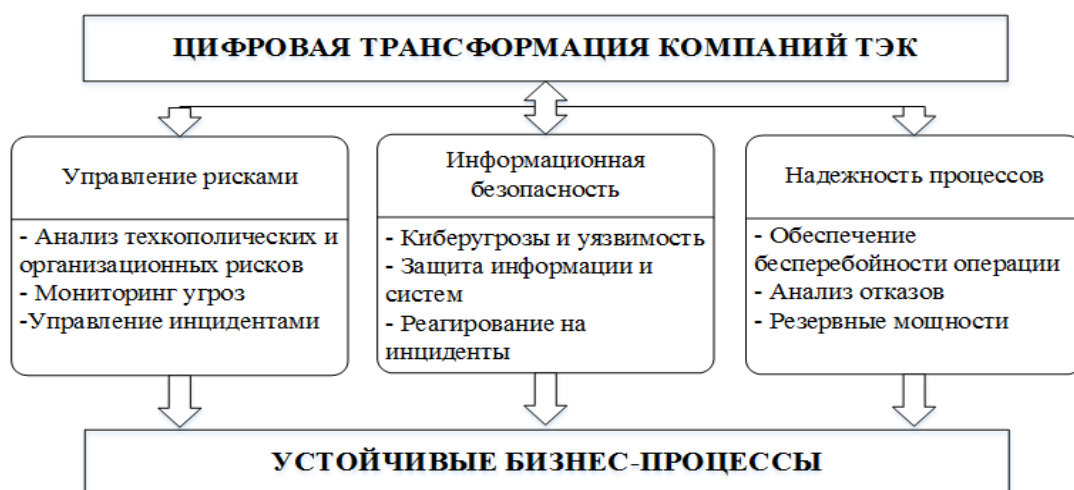 ЦИФРОВАЯ ТРАНСФОРМАЦИЯ КОМПАНИЙ ТЭК
Управление рисками
- Анализ техкополических и
организационных рисков
- Мониторинг угроз
-Управление инцидентами
Информационная
безопасность
- Киберугрозы и уязвимость
- Защита информации и
систем
- Реагирование на
инциденты
Надежность процессов
- Обеспечение
бесперебойности операции
- Анализ отказов
- Резервные мощности
УСТОЙЧИВЫЕ БИЗНЕС-ПРОЦЕССЫ